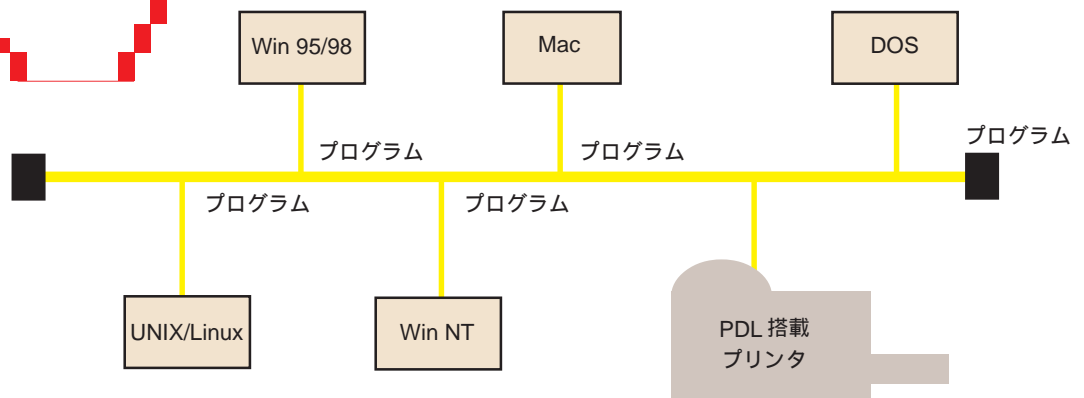 Win 95/98
Mac
DOS
プログラム
プログラム
プログラム
プログラム
プログラム
UNIX/Linux
Win NT
PDL 搭載
プリンタ